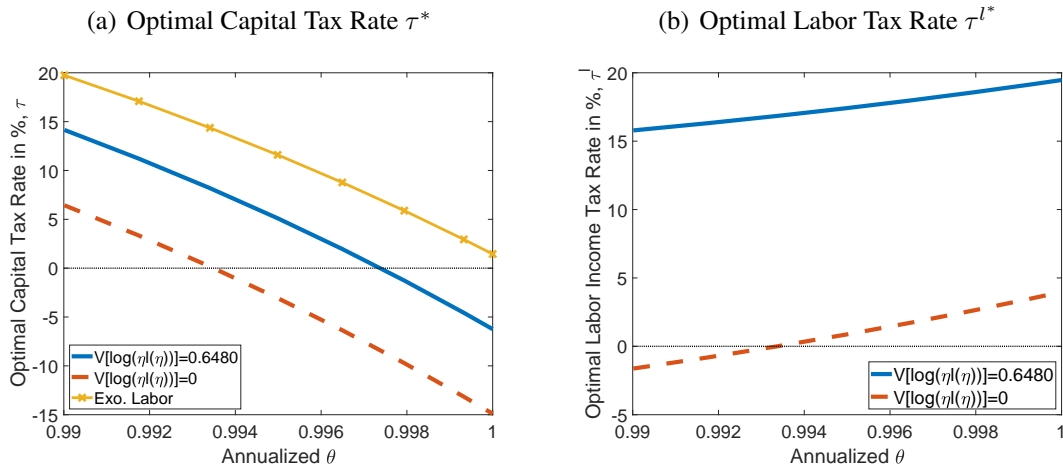 (a) Optimal Capital Tax Rate τ*
Optimal Capital Tax Rate in %, τ
20
15
10
5
0
-5
-10
-15
V[log(ηl(η))]=0.6480
V[log(ηl(η))]=0
Exo. Labor
0.99 0.992 0.994 0.996 0.998 1
Annualized θ
(b) Optimal Labor Tax Rate τ^{l*}
Optimal Labor Income Tax Rate in %, τ^l
20
15
10
5
0
-5
V[log(ηl(η))]=0.6480
V[log(ηl(η))]=0
0.99 0.992 0.994 0.996 0.998 1
Annualized θ